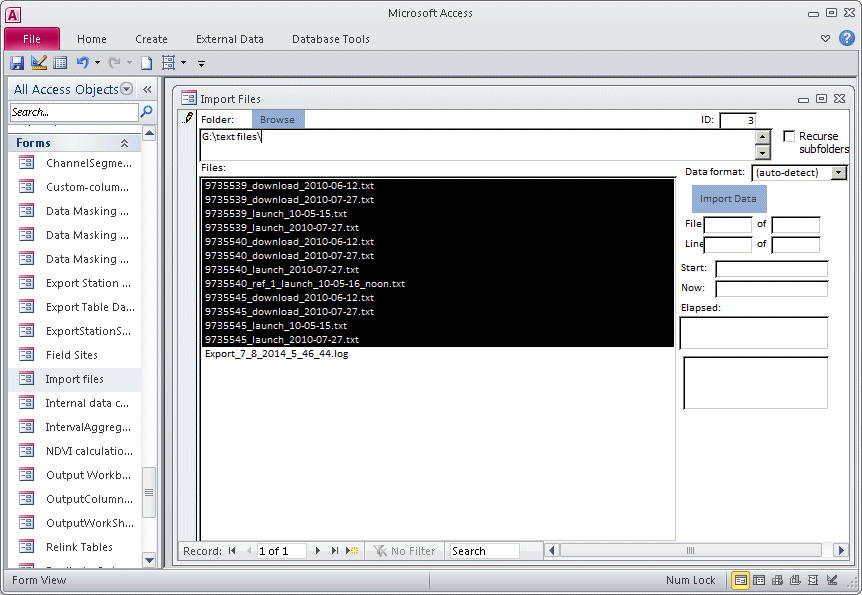 Microsoft Access
File Home Create External Data Database Tools
All Access Objects
Search...
Forms
ChannelSegme...
Custom-colum...
Data Masking ...
Data Masking ...
Data Masking ...
Export Station ...
Export Table Da...
ExportStationS...
Field Sites
Import files
Internal data c...
IntervalAggreg...
NDVI calculatio...
Output Workb...
OutputColumn...
OutputWorkSh...
Relink Tables
Import Files
Folder: Browse ID: 3
G:\text files\
Recurse
subfolders
Files:
9735539_download_2010-06-12.txt
9735539_download_2010-07-27.txt
9735539_launch_10-05-15.txt
9735539_launch_2010-07-27.txt
9735540_download_2010-06-12.txt
9735540_download_2010-07-27.txt
9735540_launch_2010-07-27.txt
9735540_ref_1_launch_10-05-16_noon.txt
9735545_download_2010-06-12.txt
9735545_download_2010-07-27.txt
9735545_launch_10-05-15.txt
9735545_launch_2010-07-27.txt
Export_7_8_2014_5_46_44.log
Data format: (auto-detect)
Import Data
File of
Line of
Start:
Now:
Elapsed:
Record: 1 of 1 No Filter Search
Form View Num Lock